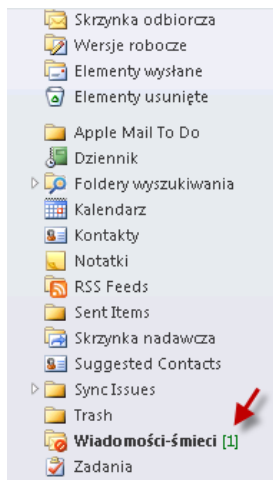 Skrzynka odbiorcza
Wersje robocze
Elementy wysłane
Elementy usunięte
Apple Mail To Do
Dziennik
Foldery wyszukiwania
Kalendarz
Kontakty
Notatki
RSS Feeds
Sent Items
Skrzynka nadawcza
Suggested Contacts
Sync Issues
Trash
Wiadomości-śmieci [1]
Zadania